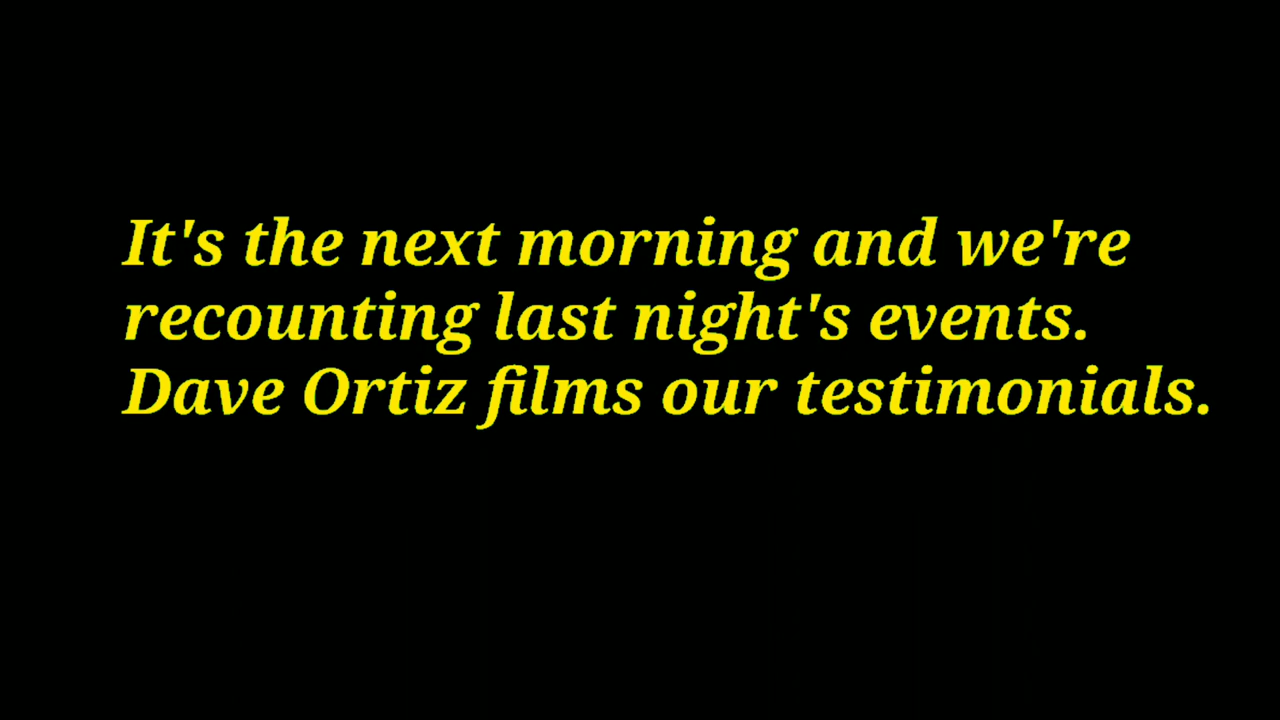 It's the next morning and we're
recounting last night's events.
Dave Ortiz films our testimonials.